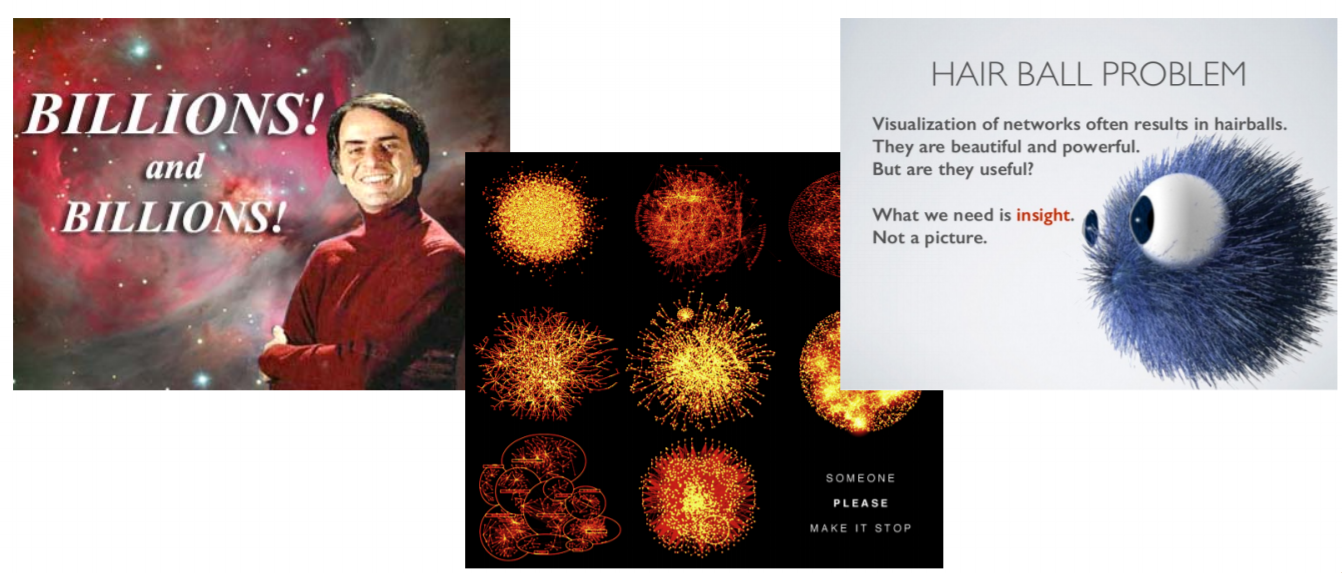 BILLIONS!
and
BILLIONS!
SOMEONE
PLEASE
MAKE IT STOP
HAIR BALL PROBLEM
Visualization of networks often results in hairballs.
They are beautiful and powerful.
But are they useful?
What we need is insight.
Not a picture.